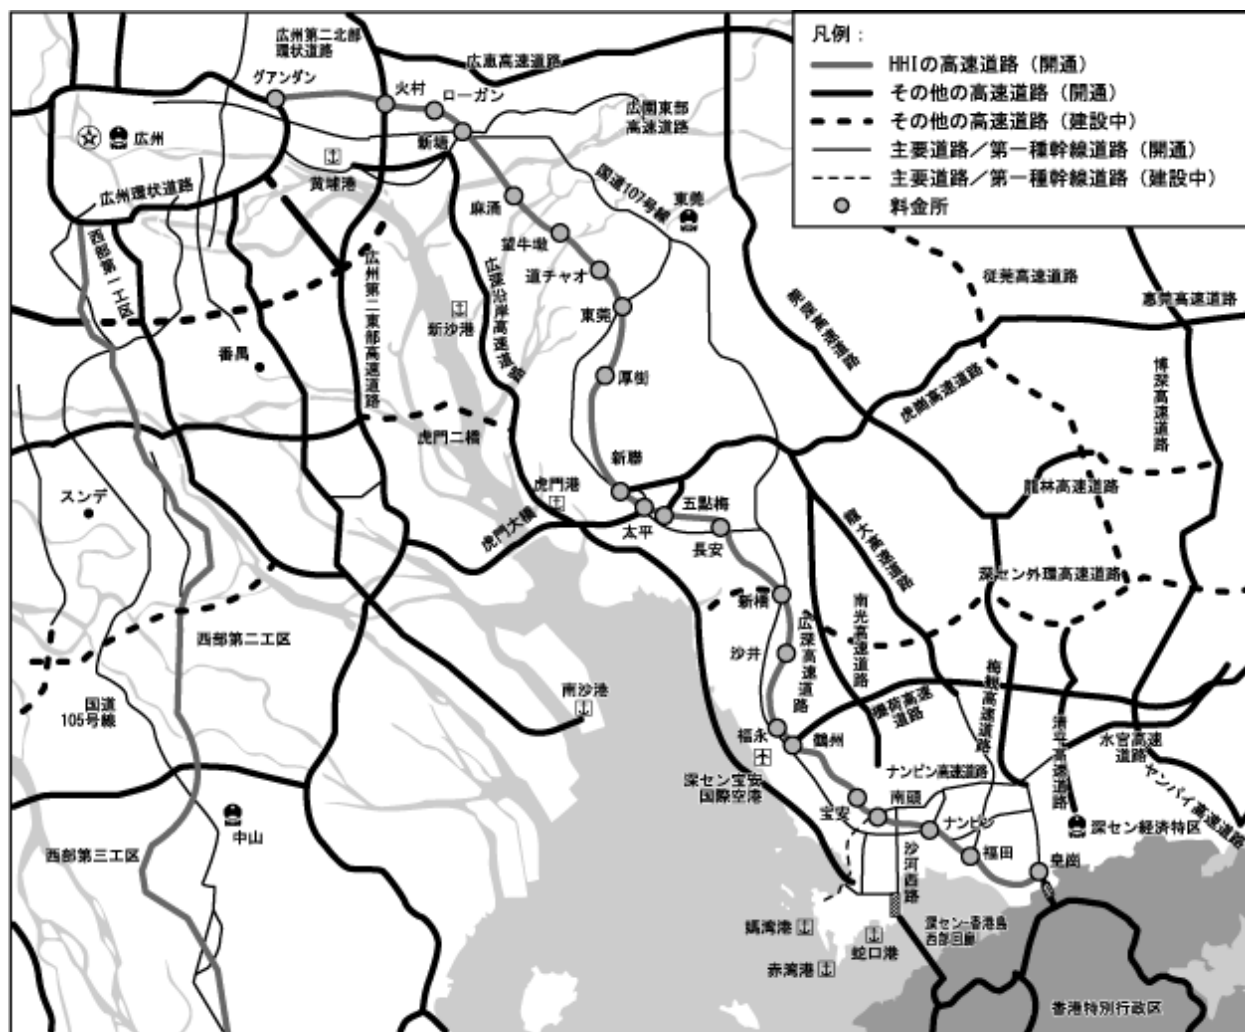 凡例：
HHIの高速道路（開通）
その他の高速道路（開通）
その他の高速道路（建設中）
主要道路／第一種幹線道路（開通）
主要道路／第一種幹線道路（建設中）
料金所
広州第二北部
環状道路
広恵高速道路
グアンダン
火村
ローガン
広園東部
高速道路
新塘
広州
黄埔港
広州環状道路
国道107号線
東莞
麻涌
西部第一工区
望牛墩
道チャオ
従莞高速道路
恵莞高速道路
広州第二東部高速道路
広深沿岸高速道路
新沙港
東莞
番禺
厚街
博深高速道路
虎崗高速道路
虎門二橋
新聯
龍林高速道路
スンデ
虎門港
虎門大橋
五點梅
太平
長安
深セン外環高速道路
新橋
南光高速道路
広深高速道路
西部第二工区
沙井
梅観高速道路
国道
105号線
南沙港
機荷高速
道路
清平高速道路
水官高速
道路
福永
鶴州
深セン宝安
国際空港
ナンピン高速道路
ヤンパイ高速道路
宝安
南頭
ナンピン
深セン経済特区
中山
西部第三工区
沙河西路
福田
皇崗
媽湾港
蛇口港
深セン－香港島
西部回廊
赤湾港
香港特別行政区